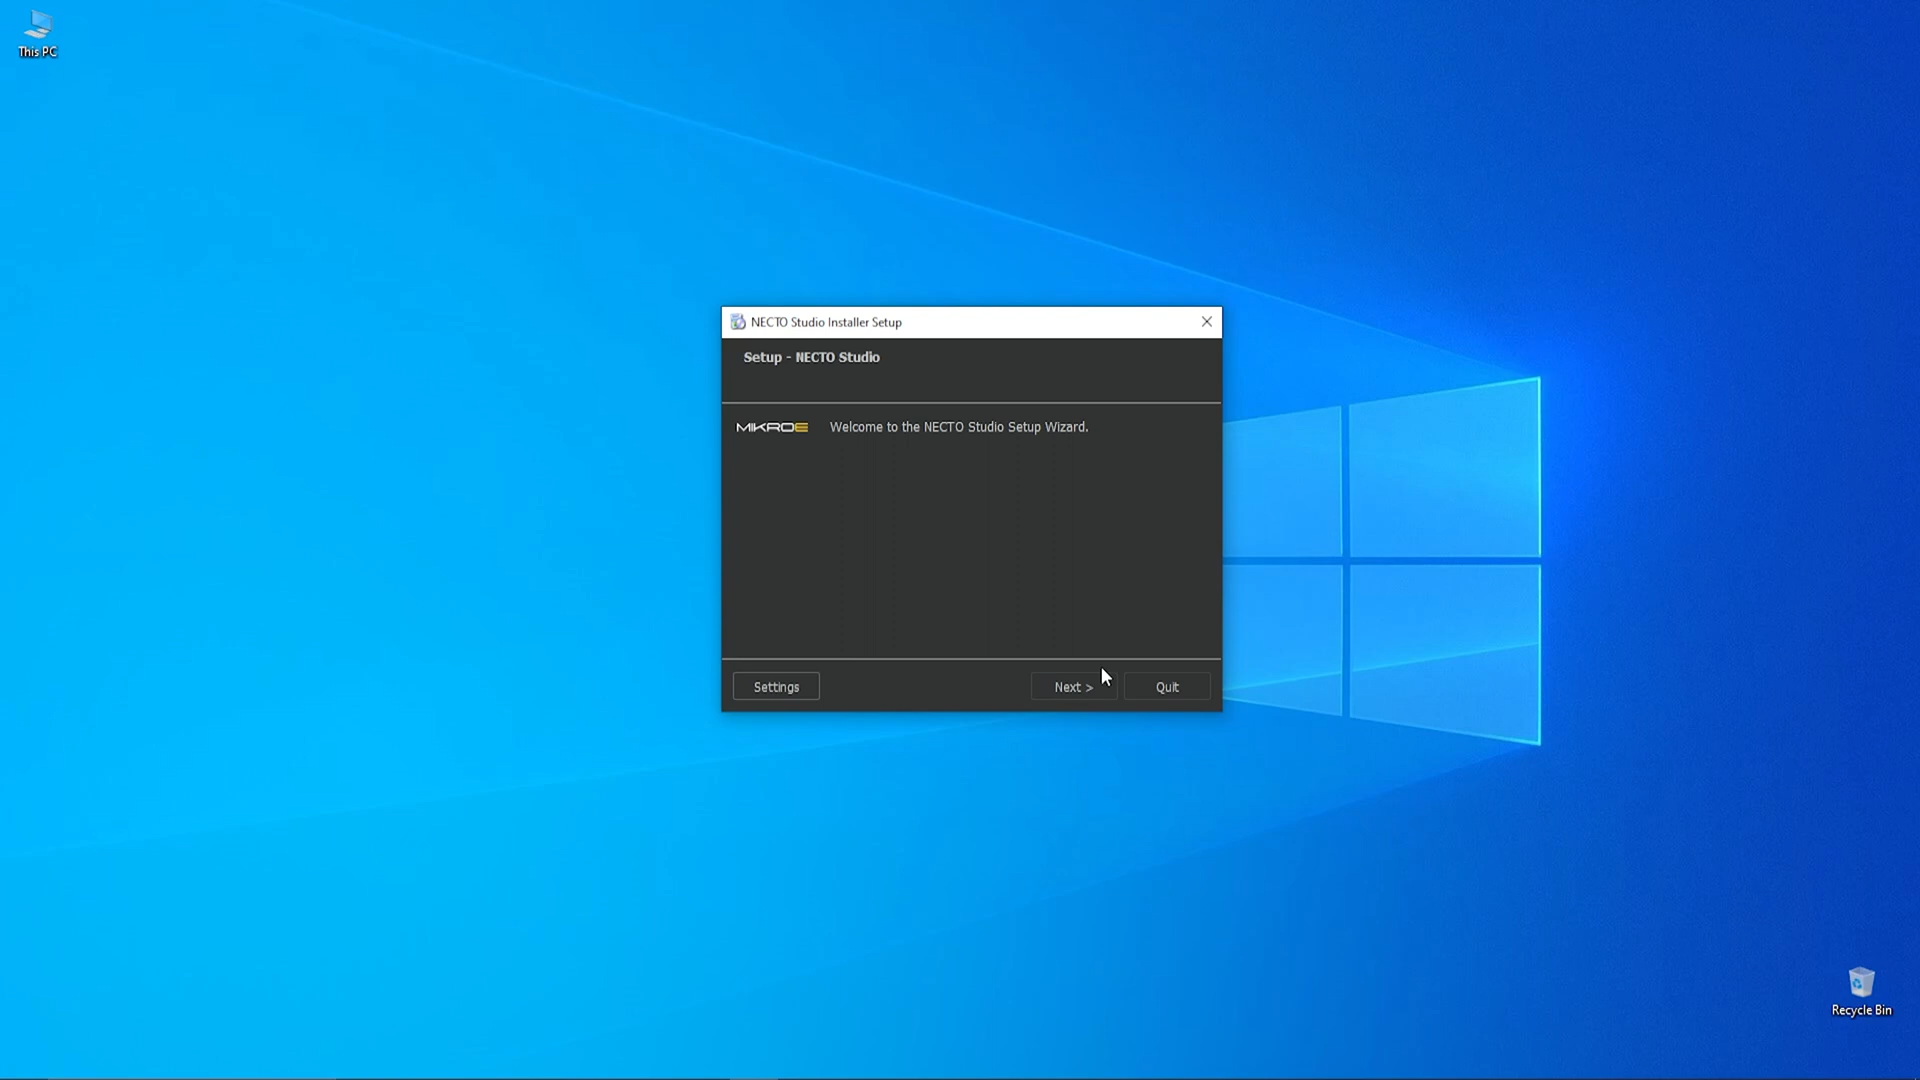 This PC
NECTO Studio Installer Setup
Setup - NECTO Studio
MIKROE
Welcome to the NECTO Studio Setup Wizard.
Settings
Next >
Quit
Recycle Bin